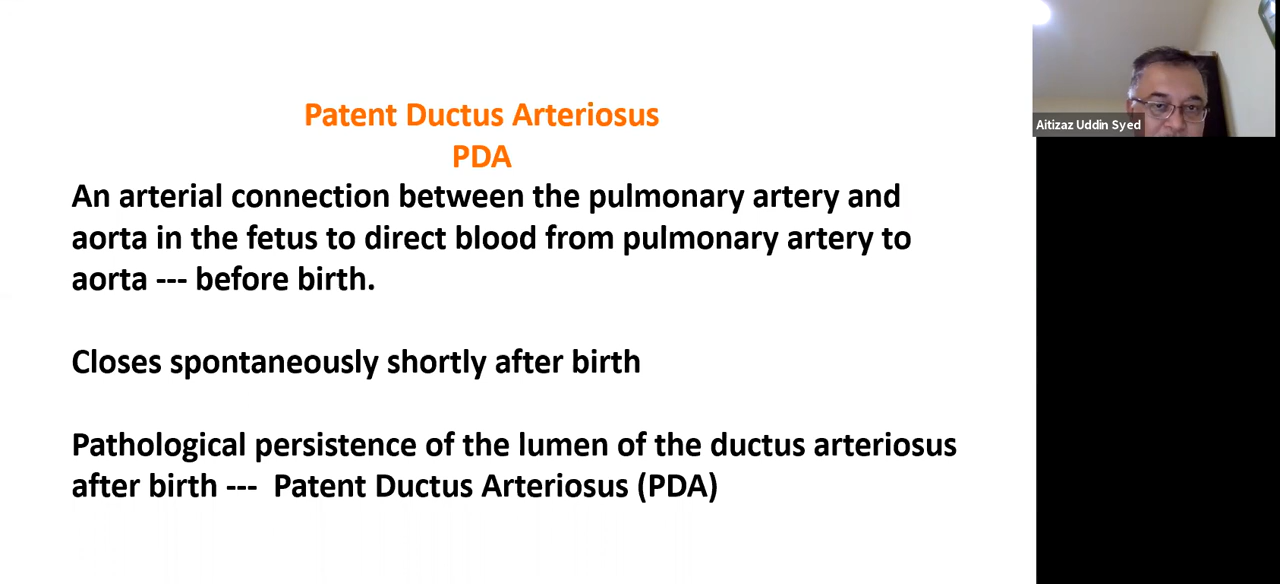 Patent Ductus Arteriosus
PDA
An arterial connection between the pulmonary artery and
aorta in the fetus to direct blood from pulmonary artery to
aorta --- before birth.
Closes spontaneously shortly after birth
Pathological persistence of the lumen of the ductus arteriosus
after birth --- Patent Ductus Arteriosus (PDA)
Aitizaz Uddin Syed